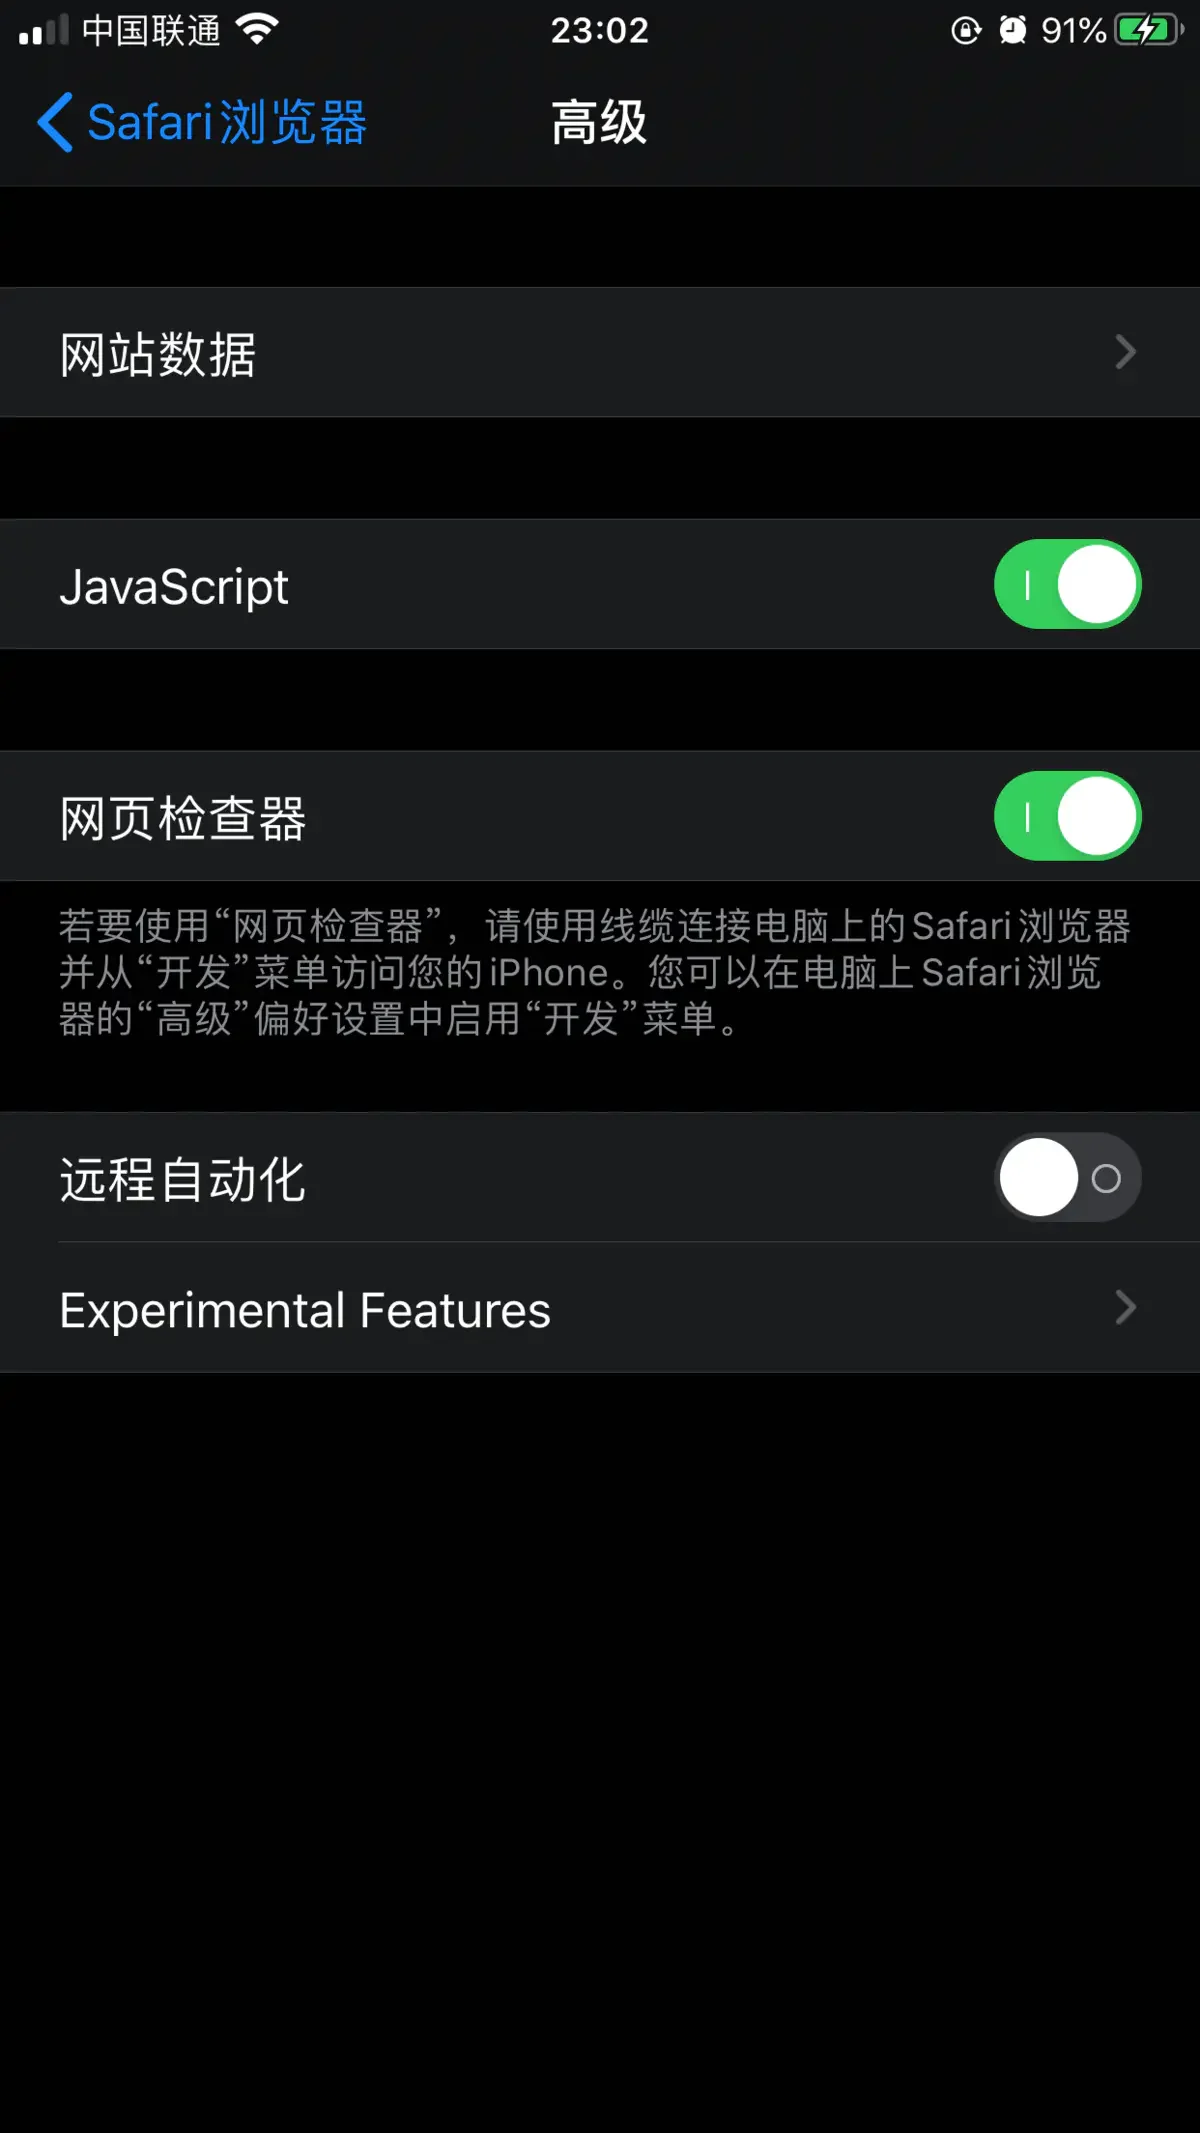 中国联通
23:02
91%
Safari浏览器
高级
网站数据
JavaScript
网页检查器
若要使用“网页检查器”，请使用线缆连接电脑上的Safari浏览器
并从“开发”菜单访问您的iPhone。您可以在电脑上Safari浏览
器的“高级”偏好设置中启用“开发”菜单。
远程自动化
Experimental Features